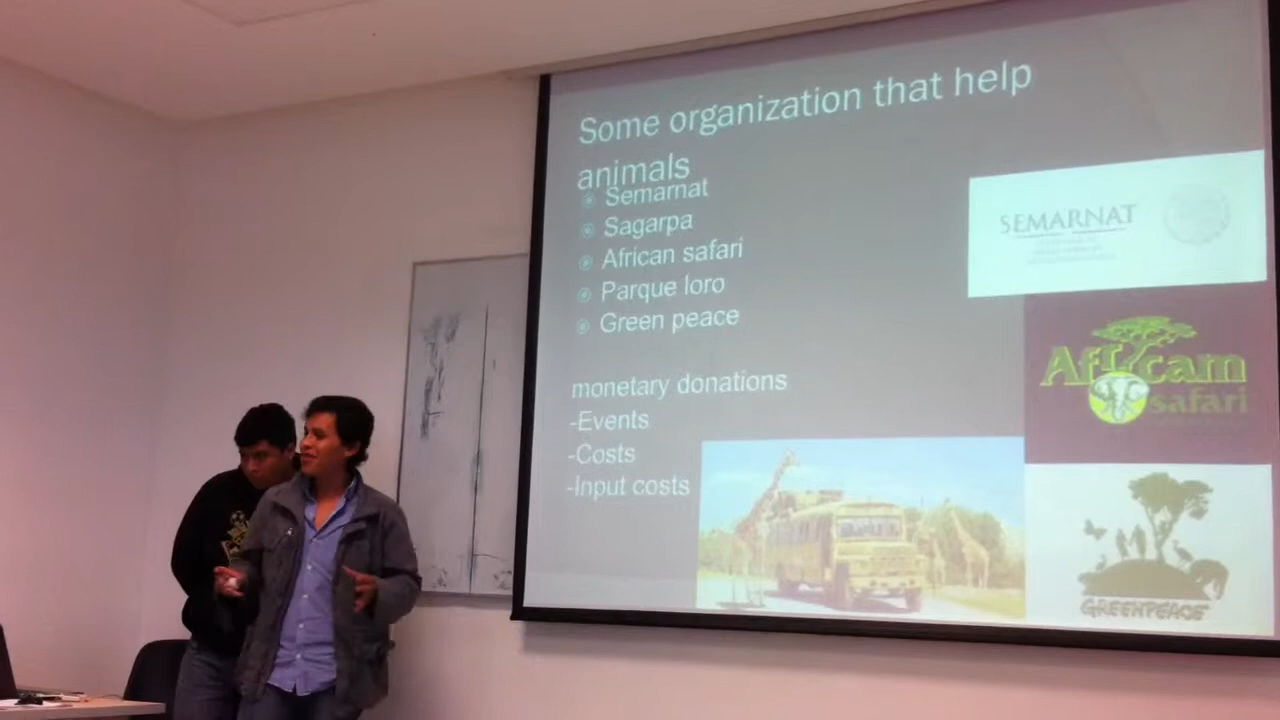 Some organization that help
animals
Semarnat
Sagarpa
African safari
Parque loro
Green peace
monetary donations
-Events
-Costs
-Input costs
SEMARNAT
Africam
safari
GREENPEACE